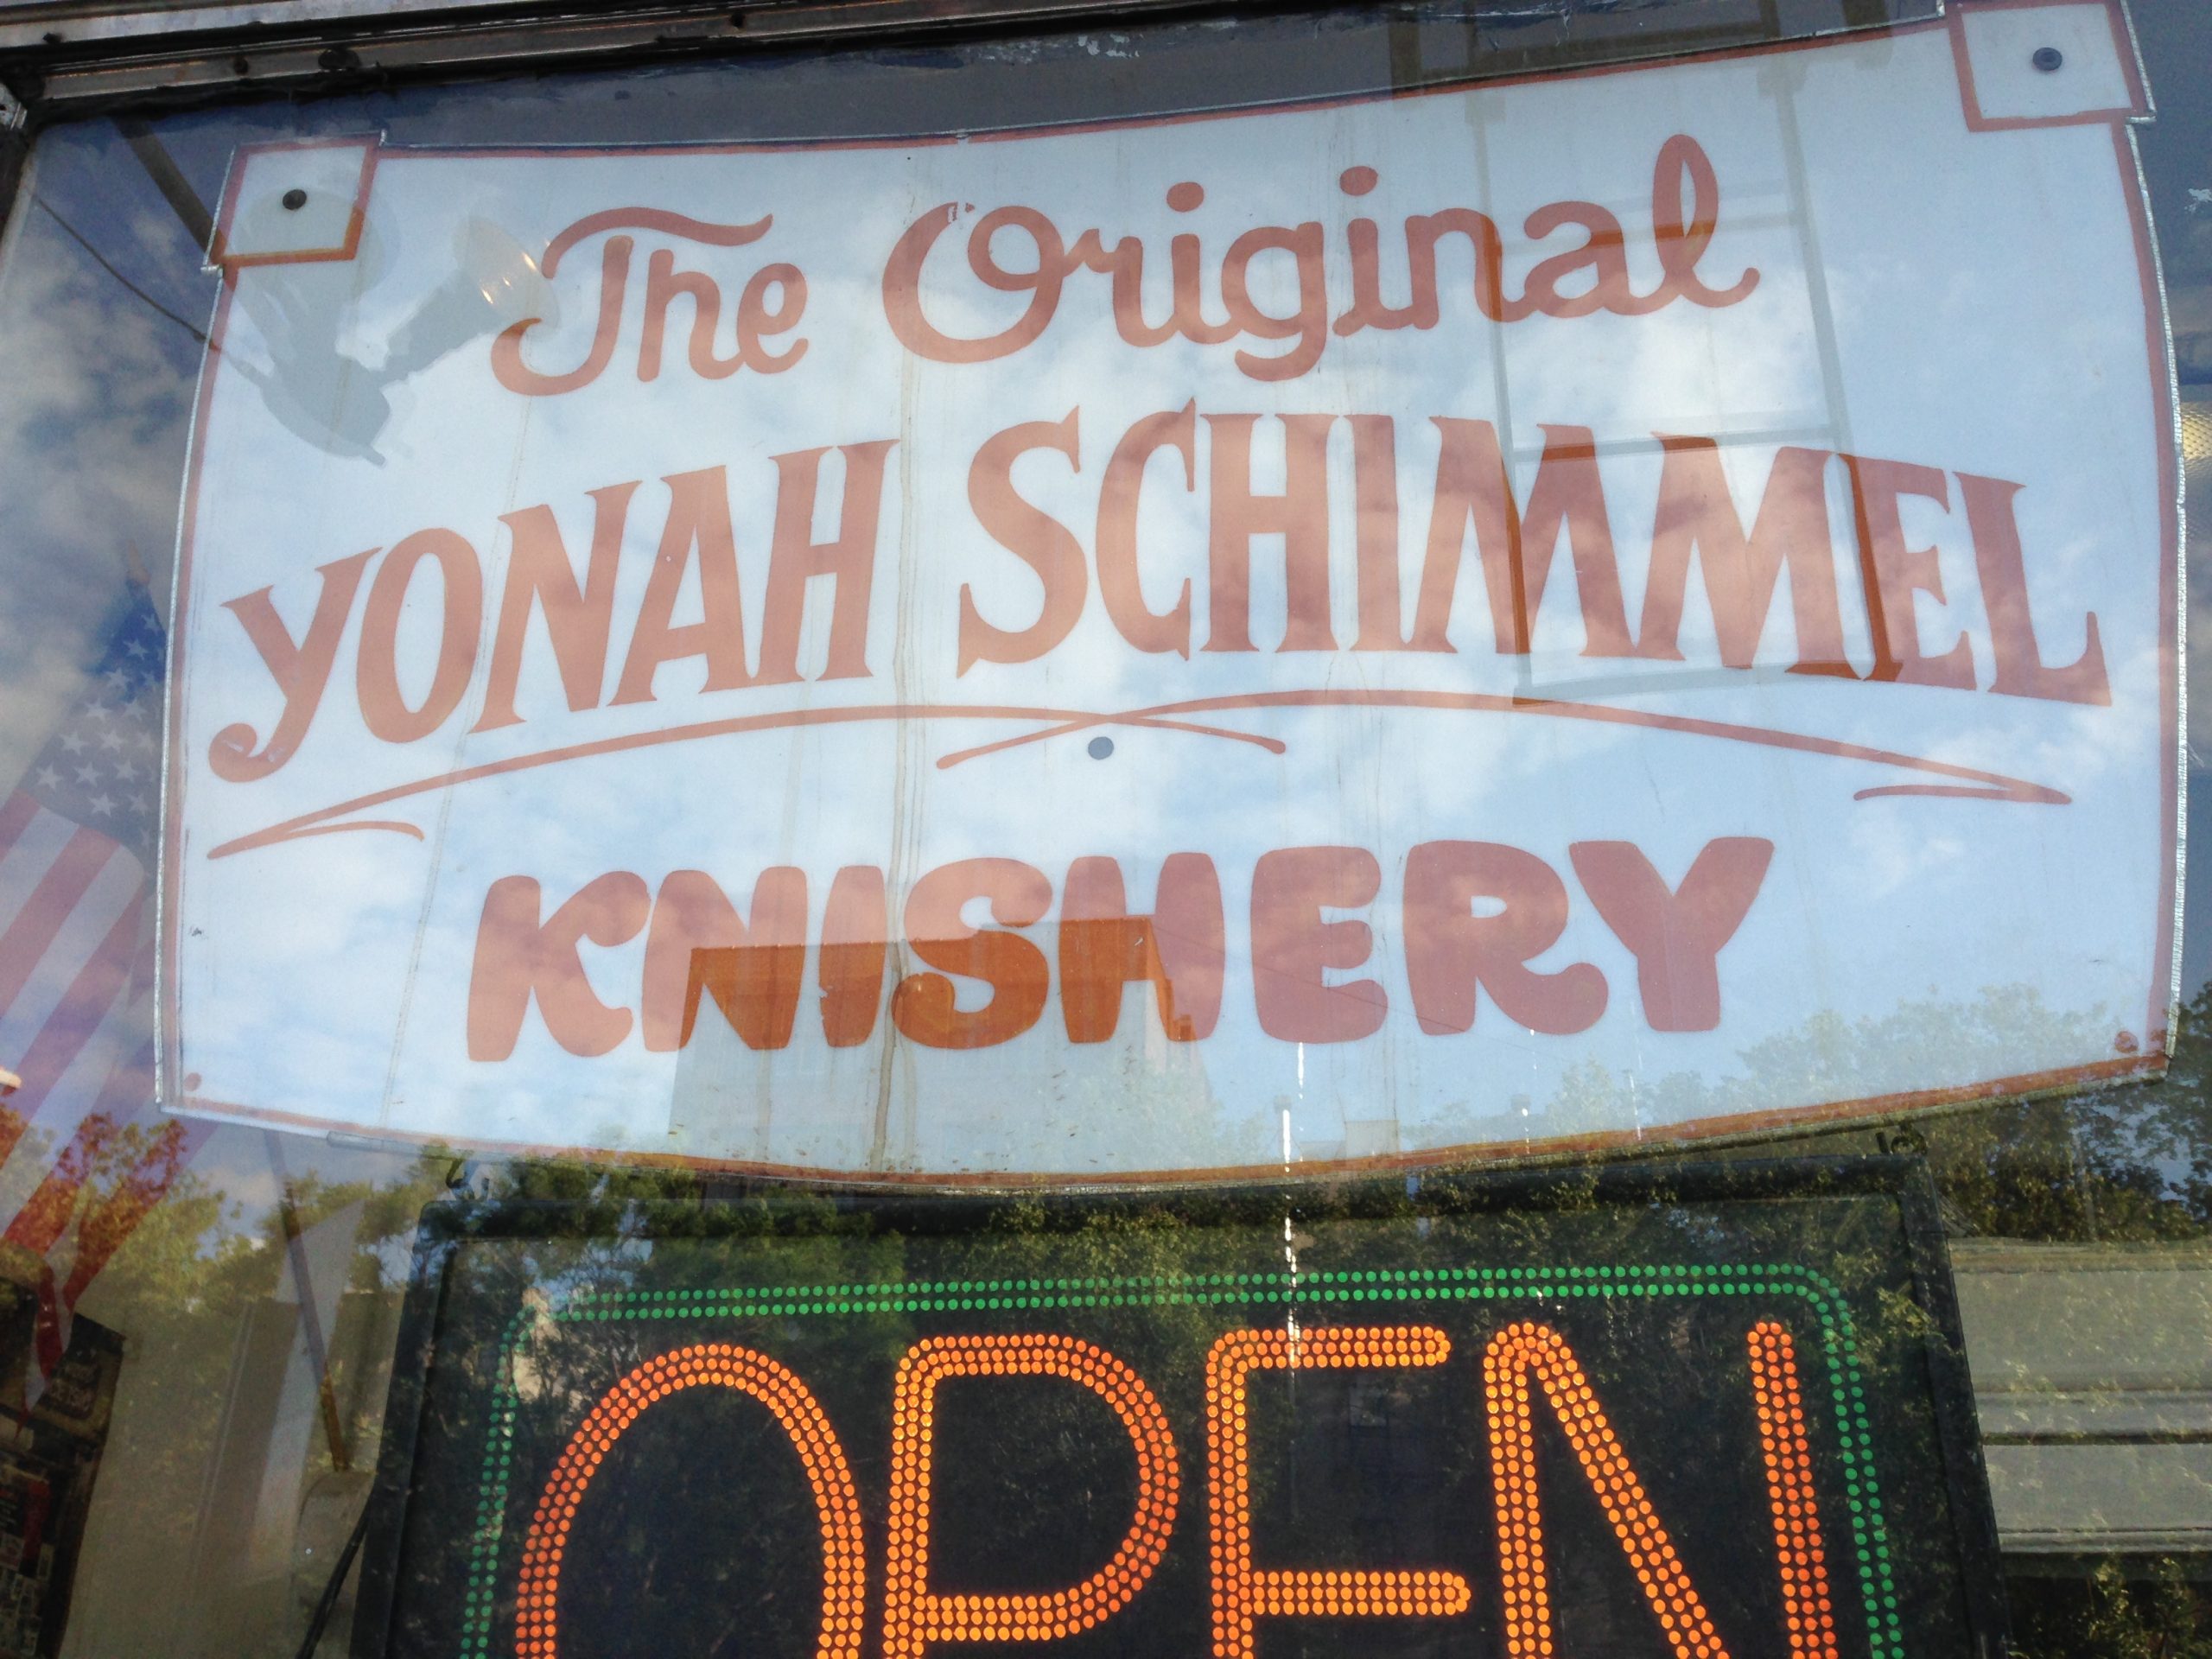 The Original
YONAH SCHIMMEL
KNISHERY
OPEN